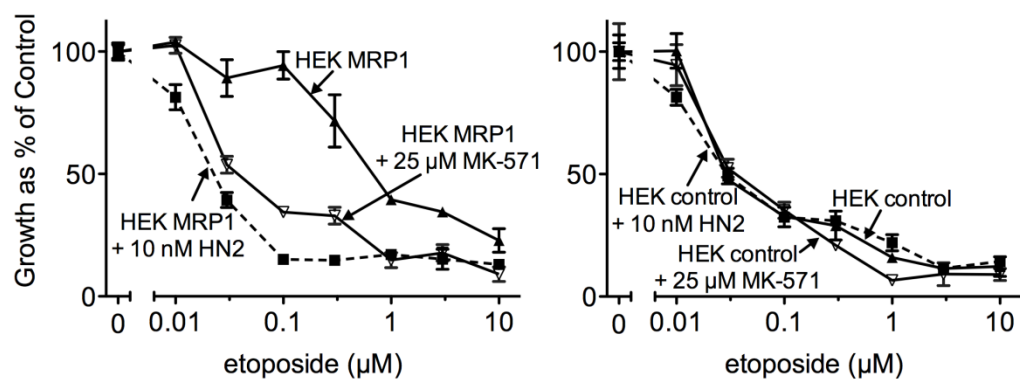 Growth as % of Control
100
50
0
HEK MRP1
HEK MRP1
+ 25 µM MK-571
HEK MRP1
+ 10 nM HN2
0 0.01 0.1 1 10
etoposide (µM)
100
50
0
HEK control
+ 10 nM HN2
HEK control
HEK control
+ 25 µM MK-571
0 0.01 0.1 1 10
etoposide (µM)